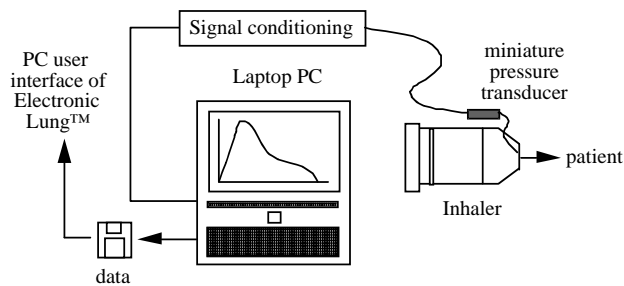 Signal conditioning
PC user
interface of
Electronic
Lung™
Laptop PC
miniature
pressure
transducer
patient
Inhaler
data